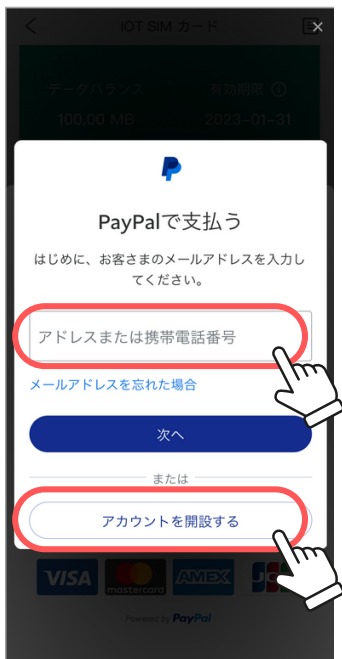 IOT SIM カード
データバランス 有効期限
100.00 MB 2023-01-31
PayPalで支払う
はじめに、お客さまのメールアドレスを入力し
てください。
アドレスまたは携帯電話番号
メールアドレスを忘れた場合
次へ
または
アカウントを開設する
VISA mastercard AMEX JCB
Powered by PayPal